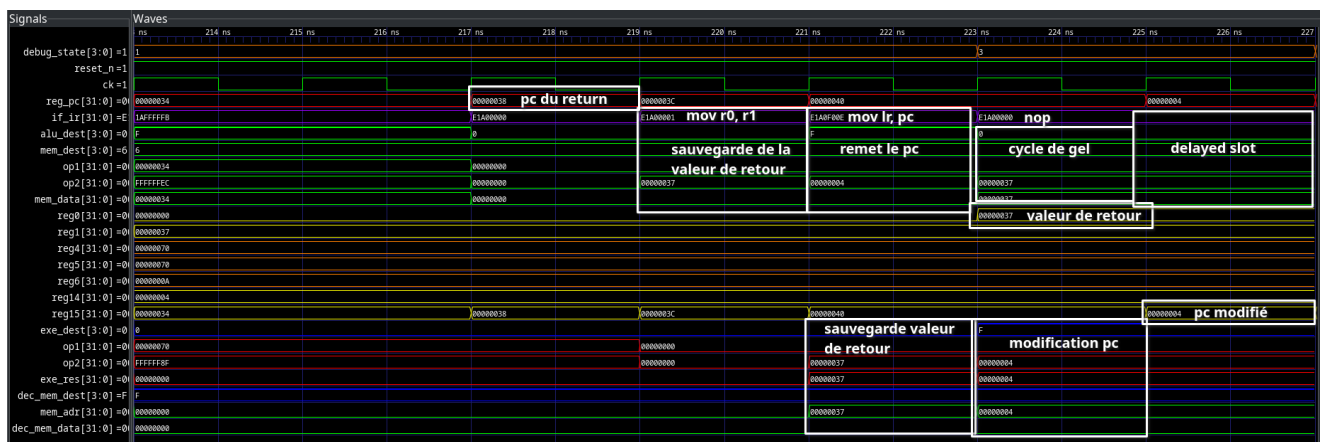 Signals Waves
ns 214 ns 215 ns 216 ns 217 ns 218 ns 219 ns 220 ns 221 ns 222 ns 223 ns 224 ns 225 ns 226 ns 227
debug_state[3:0] =1 1 3
reset_n=1
ck=1
reg_pc[31:0] =0 00000034 00000038 pc du return 0000003C 00000040 00000004
if_ir[31:0] =E 1AFFFFFB E1A00000 E1A00001 mov r0, r1 E1A0F00E mov lr, pc E1A00000 nop
alu_dest[3:0] =0 F 0 F 0
mem_dest[3:0] =6 6 sauvegarde de la remet le pc cycle de gel delayed slot
op1[31:0] =0 00000034 00000000 valeur de retour
op2[31:0] =0 FFFFFFEC 00000000 00000037 00000004 00000037
mem_data[31:0] =0 00000034 00000000 00000037
reg0[31:0] =0 00000000 00000037 valeur de retour
reg1[31:0] =0 00000037
reg4[31:0] =0 00000070
reg5[31:0] =0 00000070
reg6[31:0] =0 0000000A
reg14[31:0] =0 00000004
reg15[31:0] =0 00000034 00000038 0000003C 00000040 00000004 pc modifié
exe_dest[3:0] =0 0 sauvegarde valeur F
op1[31:0] =0 00000070 00000000 de retour modification pc
op2[31:0] =0 FFFFFF8F 00000000 00000037 00000004
exe_res[31:0] =0 00000000 00000037 00000004
dec_mem_dest[3:0] =F F
mem_adr[31:0] =0 00000000 00000037 00000004
dec_mem_data[31:0] =0 00000000